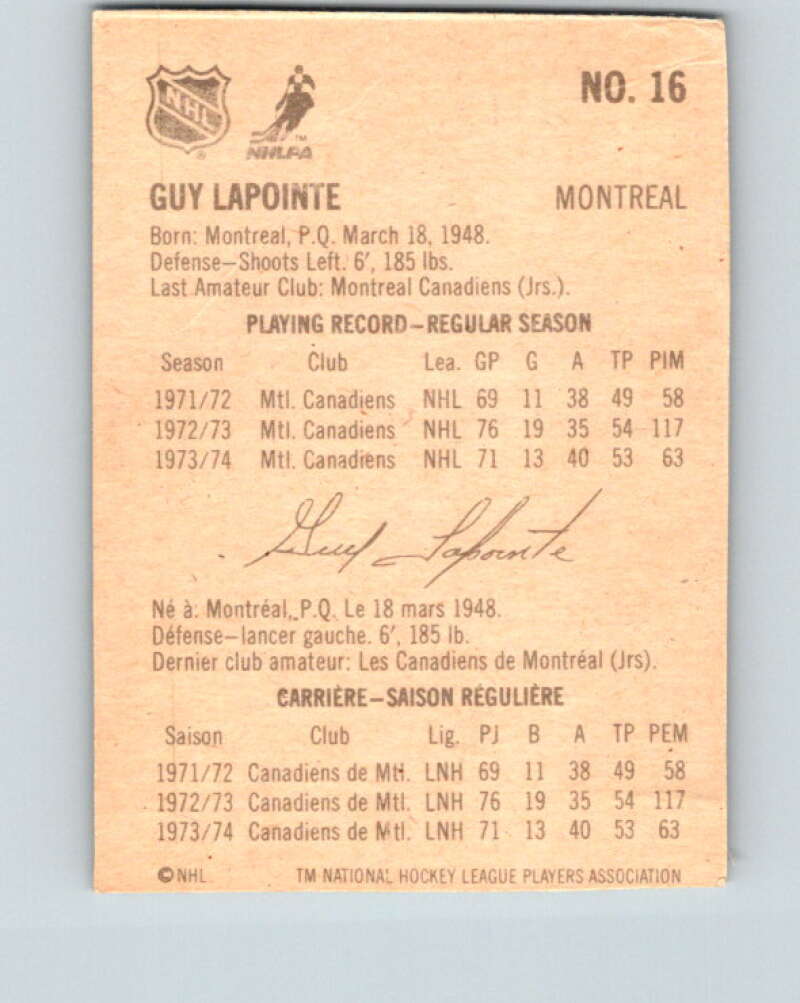 NHL
NHLPA
TM
NO. 16
GUY LAPOINTE MONTREAL
Born: Montreal, P.Q. March 18, 1948.
Defense—Shoots Left. 6′, 185 lbs.
Last Amateur Club: Montreal Canadiens (Jrs.).
PLAYING RECORD—REGULAR SEASON
Season Club Lea. GP G A TP PIM
1971/72 Mtl. Canadiens NHL 69 11 38 49 58
1972/73 Mtl. Canadiens NHL 76 19 35 54 117
1973/74 Mtl. Canadiens NHL 71 13 40 53 63
Guy Lapointe
Né à: Montréal, P.Q. Le 18 mars 1948.
Défense—lancer gauche. 6′, 185 lb.
Dernier club amateur: Les Canadiens de Montréal (Jrs).
CARRIÈRE—SAISON RÉGULIÈRE
Saison Club Lig. PJ B A TP PEM
1971/72 Canadiens de Mtl. LNH 69 11 38 49 58
1972/73 Canadiens de Mtl. LNH 76 19 35 54 117
1973/74 Canadiens de Mtl. LNH 71 13 40 53 63
© NHL TM NATIONAL HOCKEY LEAGUE PLAYERS ASSOCIATION